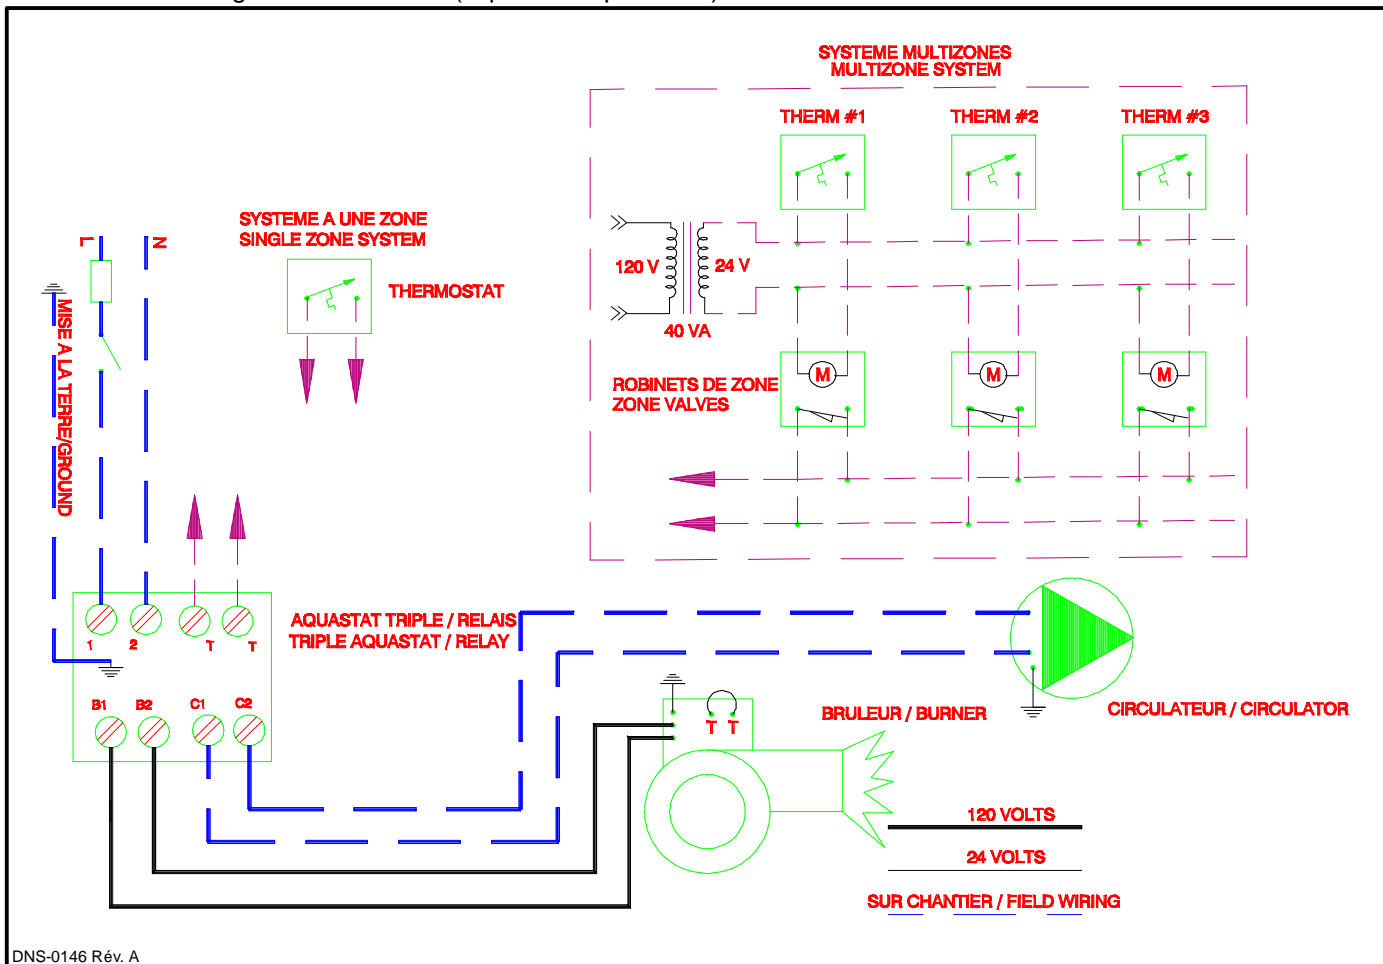 SYSTEME MULTIZONES
MULTIZONE SYSTEM
THERM #1
THERM #2
THERM #3
SYSTEME A UNE ZONE
SINGLE ZONE SYSTEM
THERMOSTAT
L
N
120 V
24 V
40 VA
MISE A LA TERRE/GROUND
ROBINETS DE ZONE
ZONE VALVES
M
M
M
AQUASTAT TRIPLE / RELAIS
TRIPLE AQUASTAT / RELAY
1
2
T
T
B1
B2
C1
C2
T T
BRULEUR / BURNER
CIRCULATEUR / CIRCULATOR
120 VOLTS
24 VOLTS
SUR CHANTIER / FIELD WIRING
DNS-0146 Rév. A